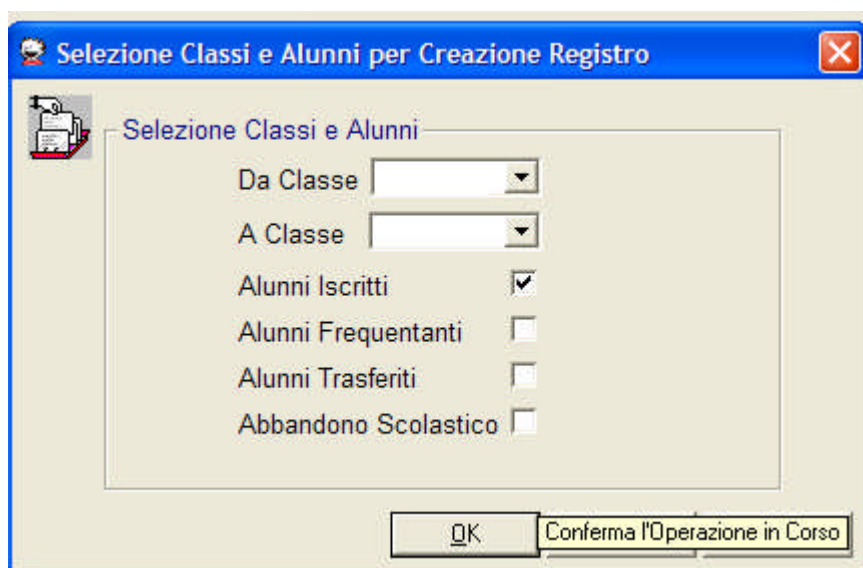 Selezione Classi e Alunni per Creazione Registro
Selezione Classi e Alunni
Da Classe
A Classe
Alunni Iscritti
Alunni Frequentanti
Alunni Trasferiti
Abbandono Scolastico
OK
Conferma l'Operazione in Corso